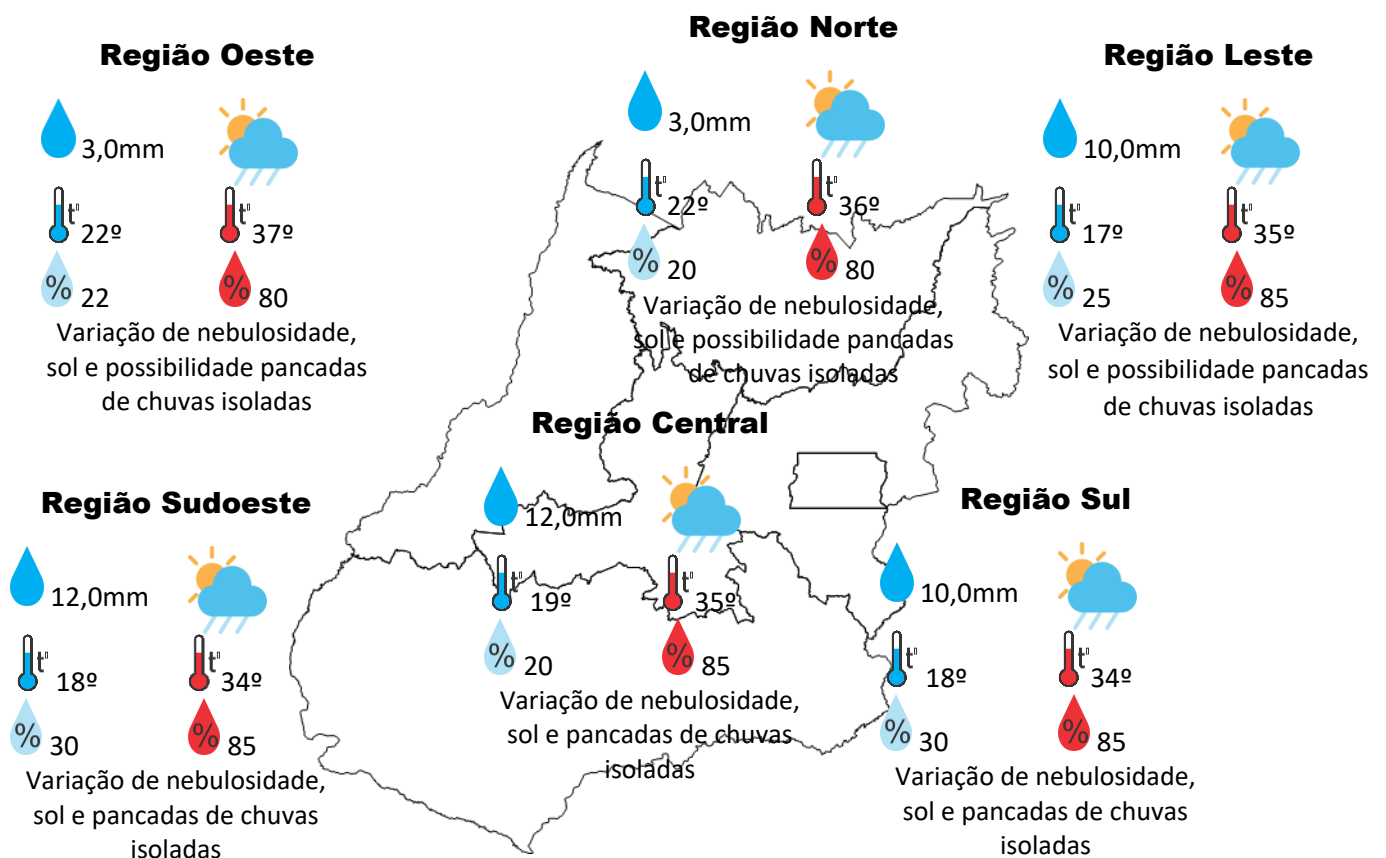 Região Oeste
3,0mm
t°
22º
37º
%
22
%
80
Variação de nebulosidade,
sol e possibilidade pancadas
de chuvas isoladas
Região Norte
3,0mm
t°
22º
t°
36º
%
20
%
80
Variação de nebulosidade,
sol e possibilidade pancadas
de chuvas isoladas
Região Leste
10,0mm
t°
17º
t°
35º
%
25
%
85
Variação de nebulosidade,
sol e possibilidade pancadas
de chuvas isoladas
Região Central
12,0mm
t°
19º
t°
35º
%
20
%
85
Variação de nebulosidade,
sol e pancadas de chuvas
isoladas
Região Sudoeste
12,0mm
t°
18º
t°
34º
%
30
%
85
Variação de nebulosidade,
sol e pancadas de chuvas
isoladas
Região Sul
10,0mm
t°
18º
t°
34º
%
30
%
85
Variação de nebulosidade,
sol e pancadas de chuvas
isoladas